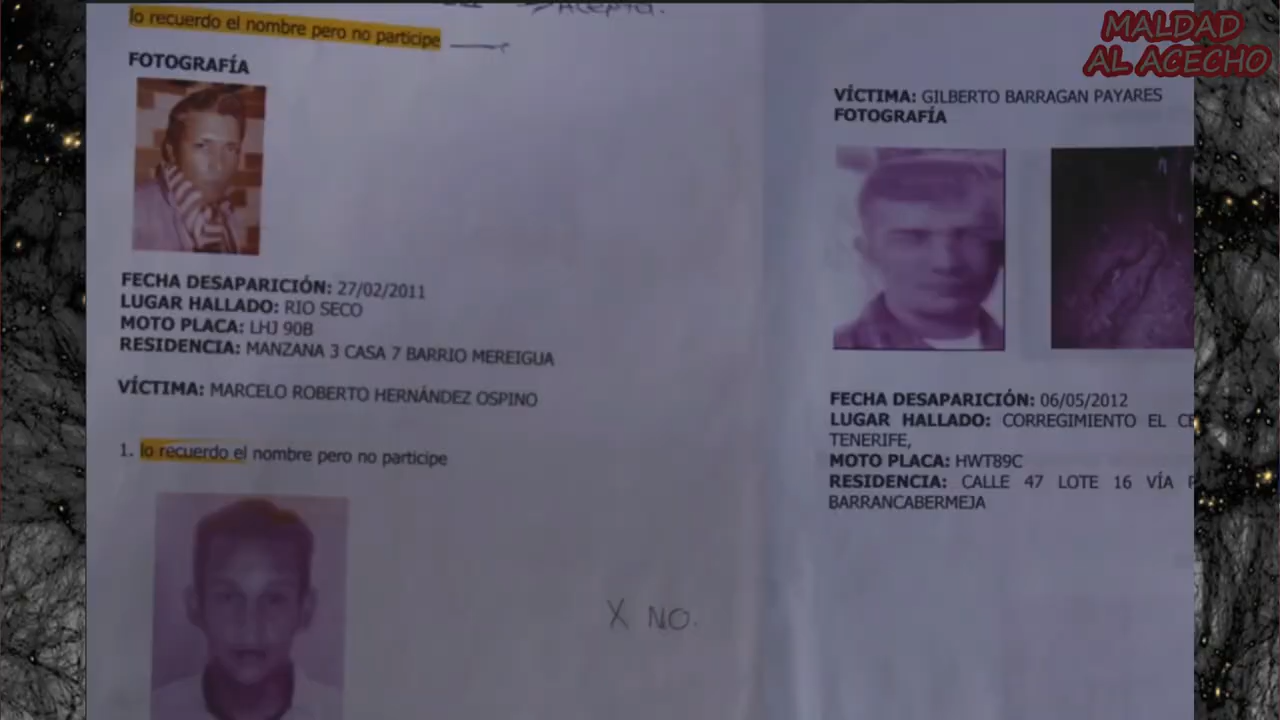 MALDAD
AL ACECHO
ACEPTA.
lo recuerdo el nombre pero no participe
FOTOGRAFÍA
FECHA DESAPARICIÓN: 27/02/2011
LUGAR HALLADO: RIO SECO
MOTO PLACA: LHJ 90B
RESIDENCIA: MANZANA 3 CASA 7 BARRIO MEREIGUA
VÍCTIMA: MARCELO ROBERTO HERNÁNDEZ OSPINO
1. lo recuerdo el nombre pero no participe
X NO.
VÍCTIMA: GILBERTO BARRAGAN PAYARES
FOTOGRAFÍA
FECHA DESAPARICIÓN: 06/05/2012
LUGAR HALLADO: CORREGIMIENTO EL
TENERIFE,
MOTO PLACA: HWT89C
RESIDENCIA: CALLE 47 LOTE 16 VÍA
BARRANCABERMEJA